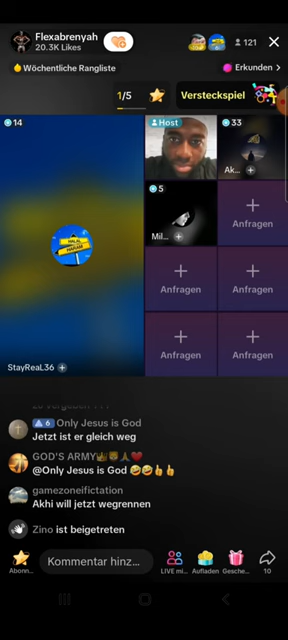 Flexabrenyah
20.3K Likes
121
Wöchentliche Rangliste
Erkunden >
1/5
Versteckspiel
14
Host
33
Ak...
5
Mil...
Anfragen
Anfragen
Anfragen
Anfragen
Anfragen
HALAL
HARAM
StayReaL36
6 Only Jesus is God
Jetzt ist er gleich weg
GOD'S ARMY
@Only Jesus is God 🤣🤣👍👍
gamezoneifictation
Akhi will jetzt wegrennen
Zino ist beigetreten
Abonn...
Kommentar hinz...
LIVE mi...
Aufladen
Gesche...
10